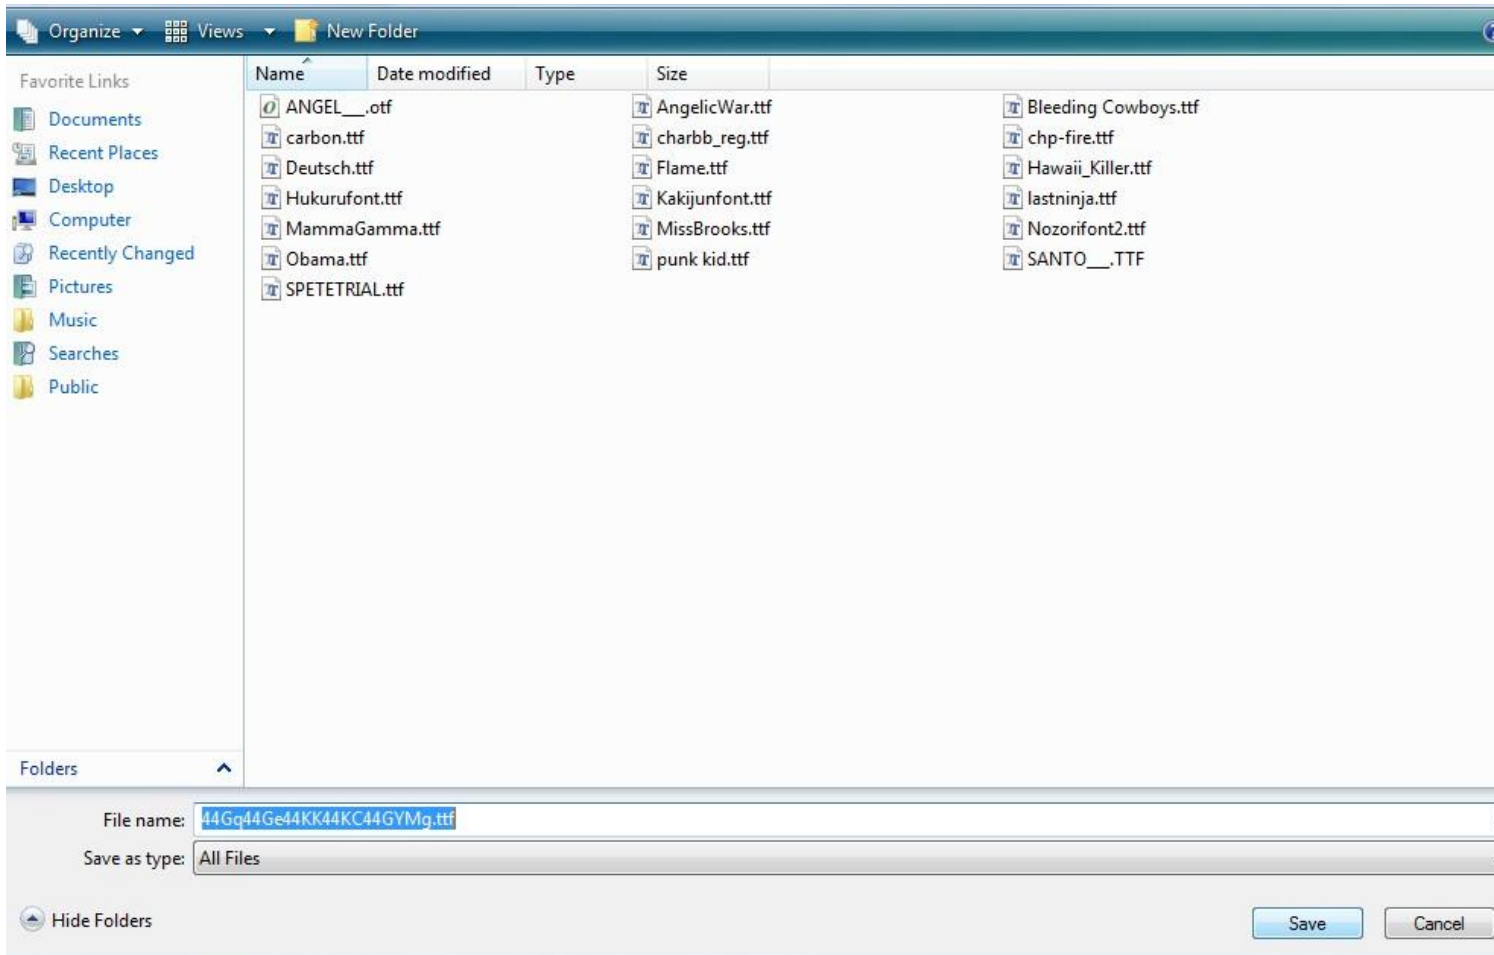 Organize Views New Folder
Favorite Links
Documents
Recent Places
Desktop
Computer
Recently Changed
Pictures
Music
Searches
Public
Folders
Name Date modified Type Size
ANGEL___.otf AngelicWar.ttf Bleeding Cowboys.ttf
carbon.ttf charbb_reg.ttf chp-fire.ttf
Deutsch.ttf Flame.ttf Hawaii_Killer.ttf
Hukurufont.ttf Kakijunfont.ttf lastninja.ttf
MammaGamma.ttf MissBrooks.ttf Nozorifont2.ttf
Obama.ttf punk kid.ttf SANTO___.TTF
SPETETRIAL.ttf
File name: 44Gq44Ge44KK44KC44GYMg.ttf
Save as type: All Files
Hide Folders Save Cancel